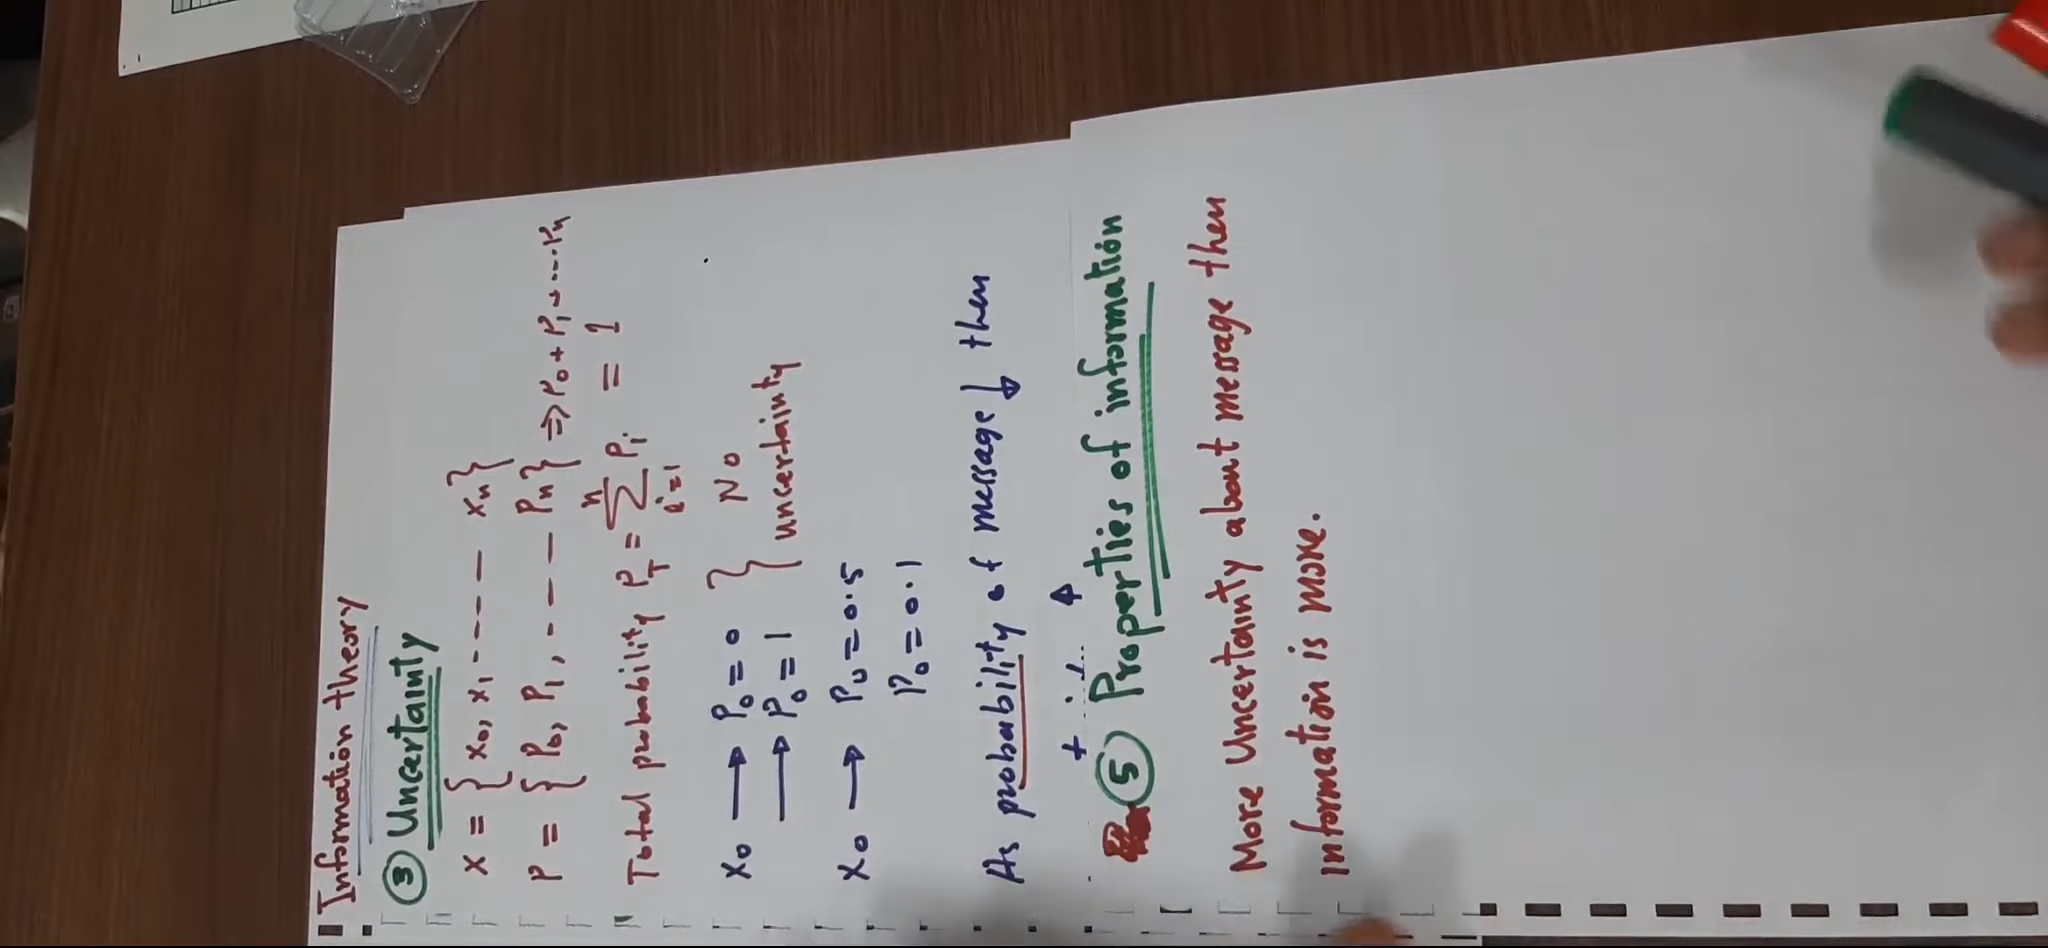 Information theory
③ Uncertainty
X = { x₀, x₁ - - - - - xₙ}
P = { P₀, P₁, - - - Pₙ} ⇒ P₀ + P₁ + ... Pₙ
Total probability P_T = ∑ⁿᵢ₌₁ Pᵢ = 1
x₀ → P₀ = 0 } No
→ P₀ = 1 } uncertainty
x₀ → P₀ = 0.5
P₀ = 0.1
As probability of message ↓ then
⑤ Properties of information
More Uncertainty about message then
information is more.